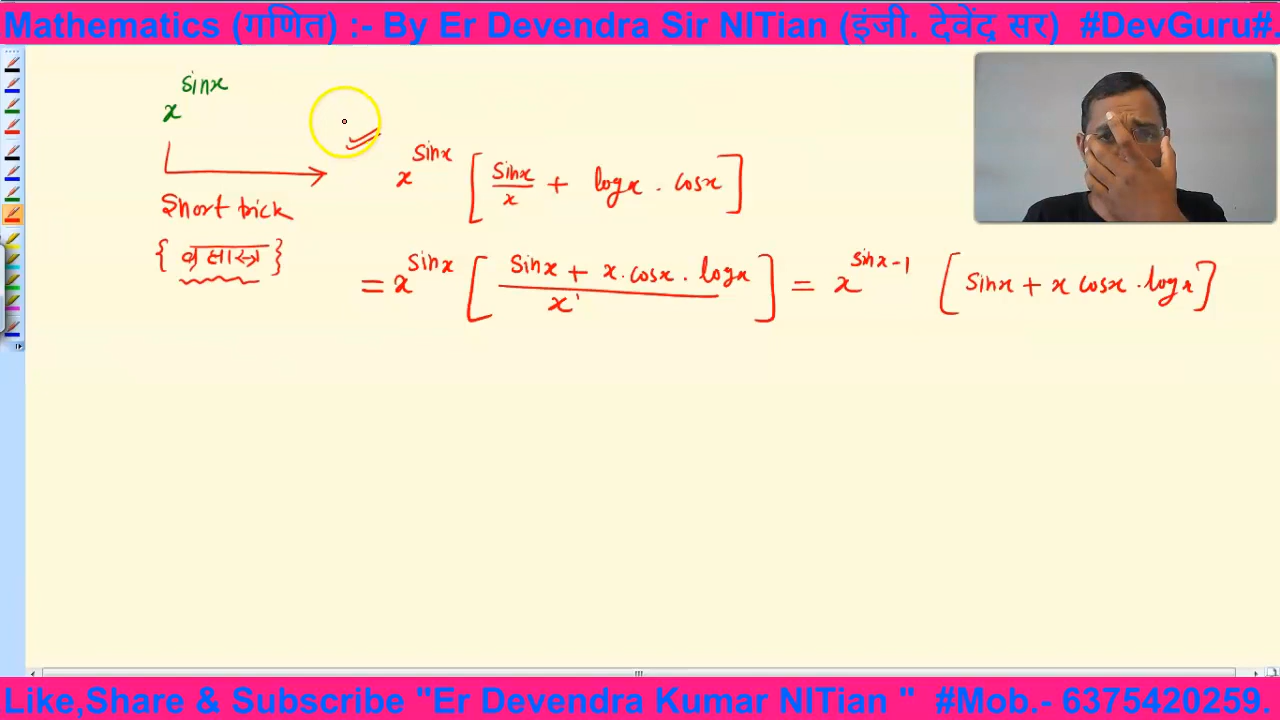 Mathematics (गणित) :- By Er Devendra Sir NITian (इंजी. देवेंद्र सर) #DevGuru#.
x^sinx
x^sinx [sinx/x + logx . cosx]
Short trick
{ब्रह्मास्त्र}
= x^sinx [(sinx + x.cosx.logx)/x'] = x^sinx-1 [sinx + x cosx.logx]
Like,Share & Subscribe "Er Devendra Kumar NITian " #Mob.- 6375420259.